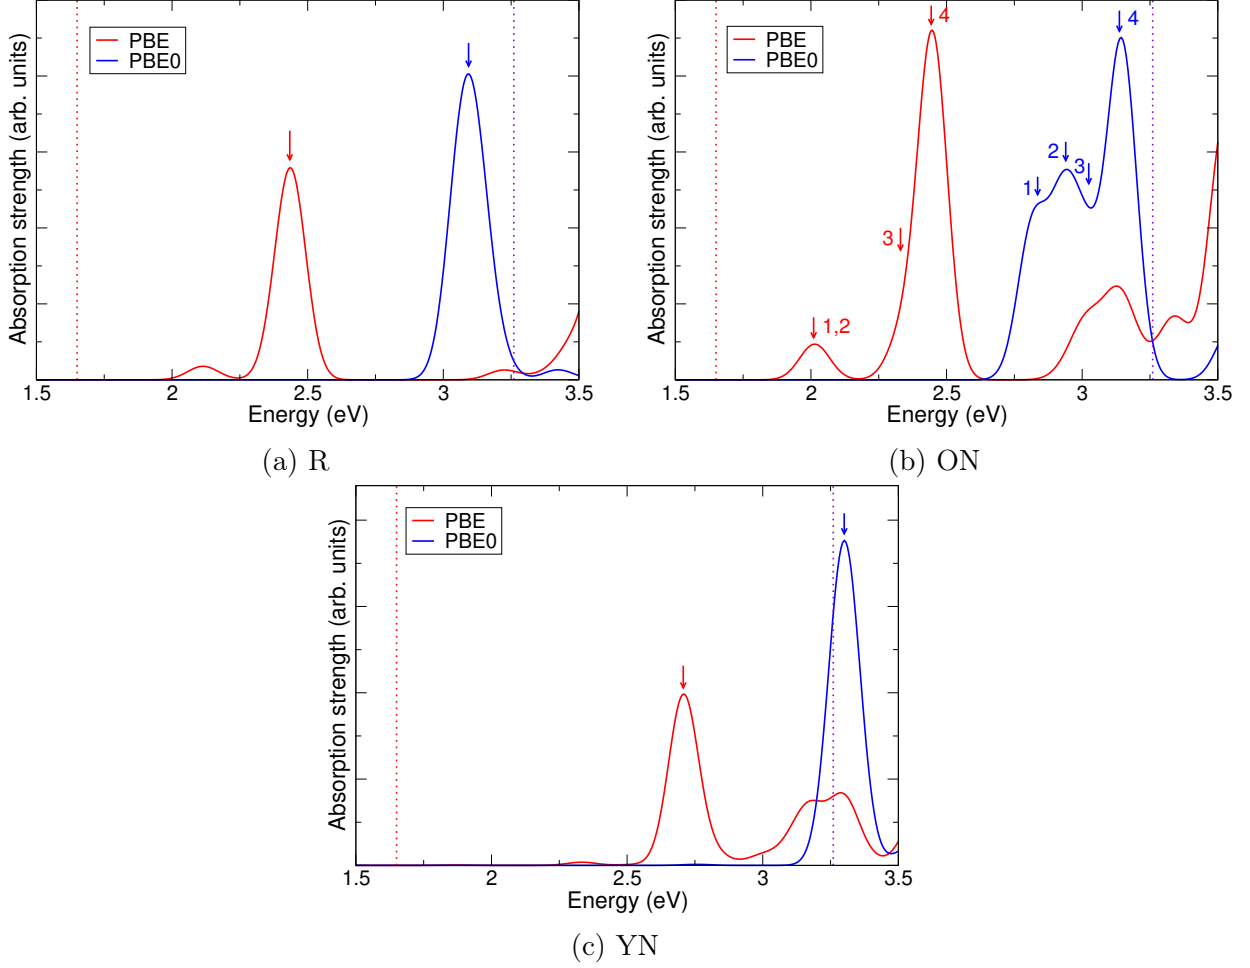 PBE
PBE0
Absorption strength (arb. units)
1.5 2 2.5 3 3.5
Energy (eV)
(a) R
PBE
PBE0
4
4
3
1,2
1
2
3
Absorption strength (arb. units)
1.5 2 2.5 3 3.5
Energy (eV)
(b) ON
PBE
PBE0
Absorption strength (arb. units)
1.5 2 2.5 3 3.5
Energy (eV)
(c) YN